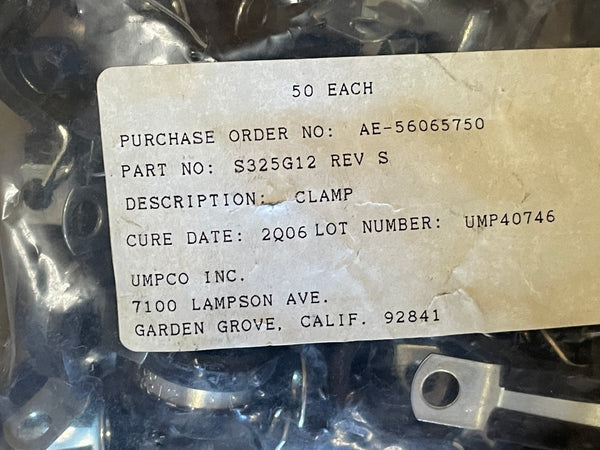 50 EACH
PURCHASE ORDER NO: AE-56065750
PART NO: S325G12 REV S
DESCRIPTION: CLAMP
CURE DATE: 2Q06 LOT NUMBER: UMP40746
UMPCO INC.
7100 LAMPSON AVE.
GARDEN GROVE, CALIF. 92841